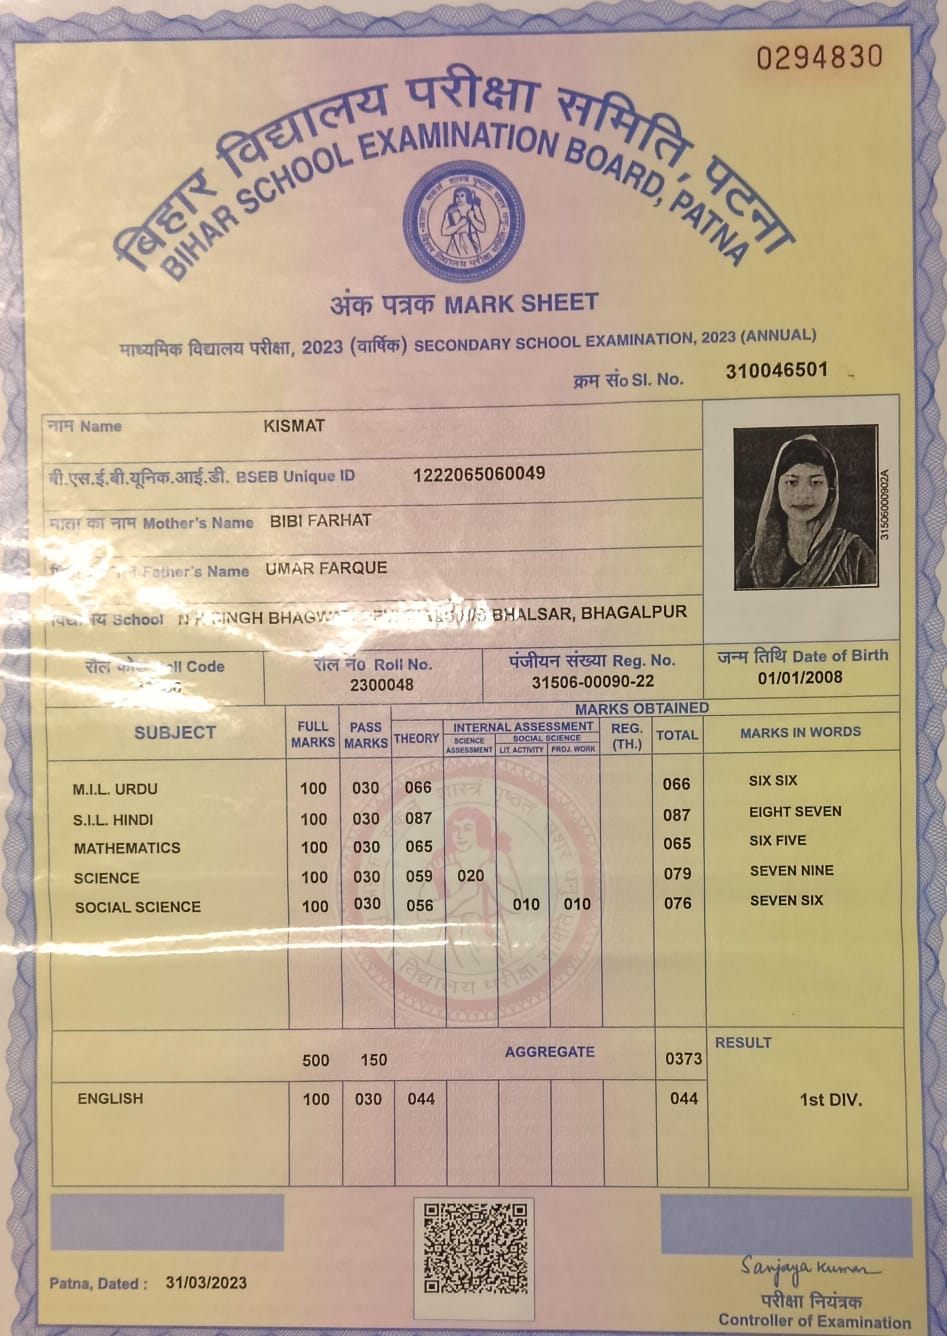 0294830
बिहार विद्यालय परीक्षा समिति, पटना
BIHAR SCHOOL EXAMINATION BOARD, PATNA
अंक पत्रक MARK SHEET
माध्यमिक विद्यालय परीक्षा, 2023 (वार्षिक) SECONDARY SCHOOL EXAMINATION, 2023 (ANNUAL)
क्रम सं० Sl. No. 310046501
नाम Name KISMAT
बी.एस.ई.बी.यूनिक.आई.डी. BSEB Unique ID 1222065060049
माता का नाम Mother's Name BIBI FARHAT
Father's Name UMAR FARQUE
31506000902A
School SINGH BHALSAR, BHAGALPUR
रौल Code रौल न0 Roll No. पंजीयन संख्या Reg. No. जन्म तिथि Date of Birth
2300048 31506-00090-22 01/01/2008
SUBJECT FULL MARKS PASS MARKS MARKS OBTAINED
THEORY INTERNAL ASSESSMENT REG. (TH.) TOTAL MARKS IN WORDS
SCIENCE ASSESSMENT SOCIAL SCIENCE
LIT. ACTIVITY PROJ. WORK
M.I.L. URDU 100 030 066 066 SIX SIX
S.I.L. HINDI 100 030 087 087 EIGHT SEVEN
MATHEMATICS 100 030 065 065 SIX FIVE
SCIENCE 100 030 059 020 079 SEVEN NINE
SOCIAL SCIENCE 100 030 056 010 010 076 SEVEN SIX
500 150 AGGREGATE 0373 RESULT
ENGLISH 100 030 044 044 1st DIV.
Patna, Dated : 31/03/2023
Sanjaya Kumar
परीक्षा नियंत्रक
Controller of Examination